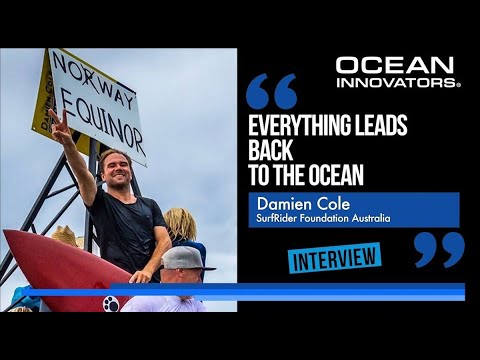 NORWAY
EQUINOR
OCEAN
INNOVATORS®
“
EVERYTHING LEADS
BACK
TO THE OCEAN
Damien Cole
SurfRider Foundation Australia
”
INTERVIEW